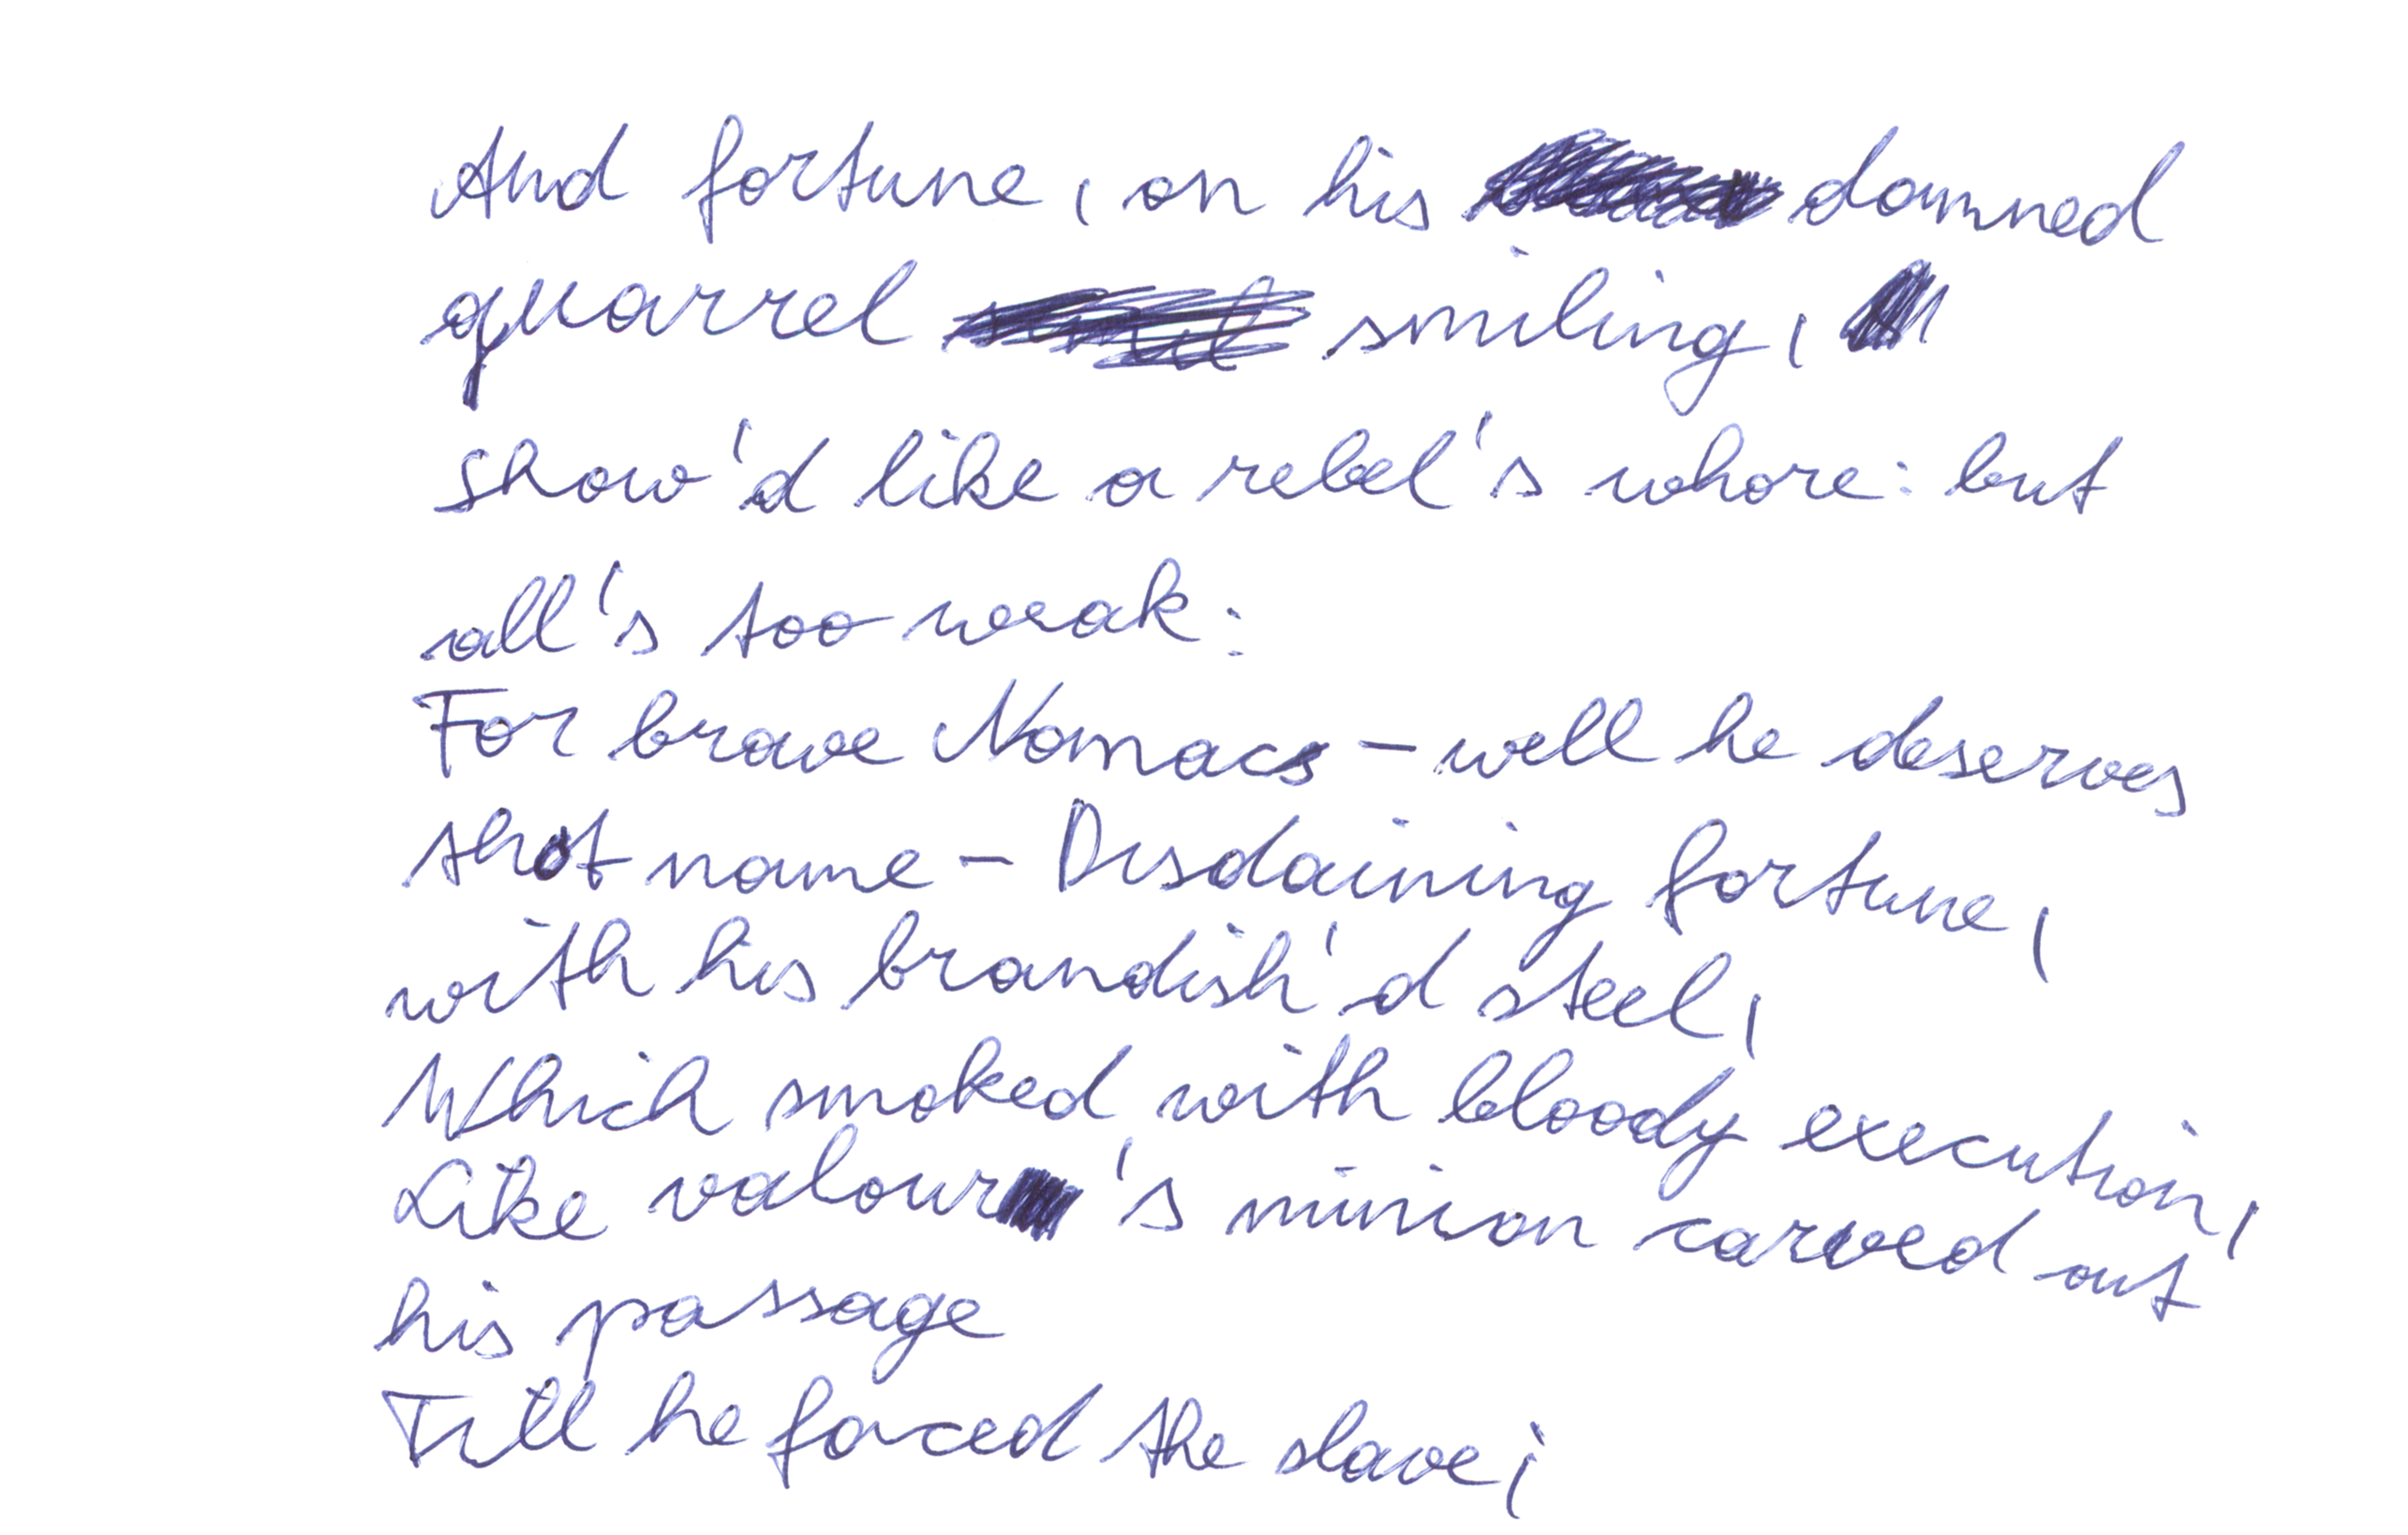 And fortune, on his damned
quarrel smiling,
show'd like a rebel's whore: but
all's too weak:
For brave Nomacs - well he deserves
that name - Disdaining fortune,
with his brandish'd steel,
Which smoked with bloody execution,
Like valour's minion carved out
his passage
Till he forced the slave;